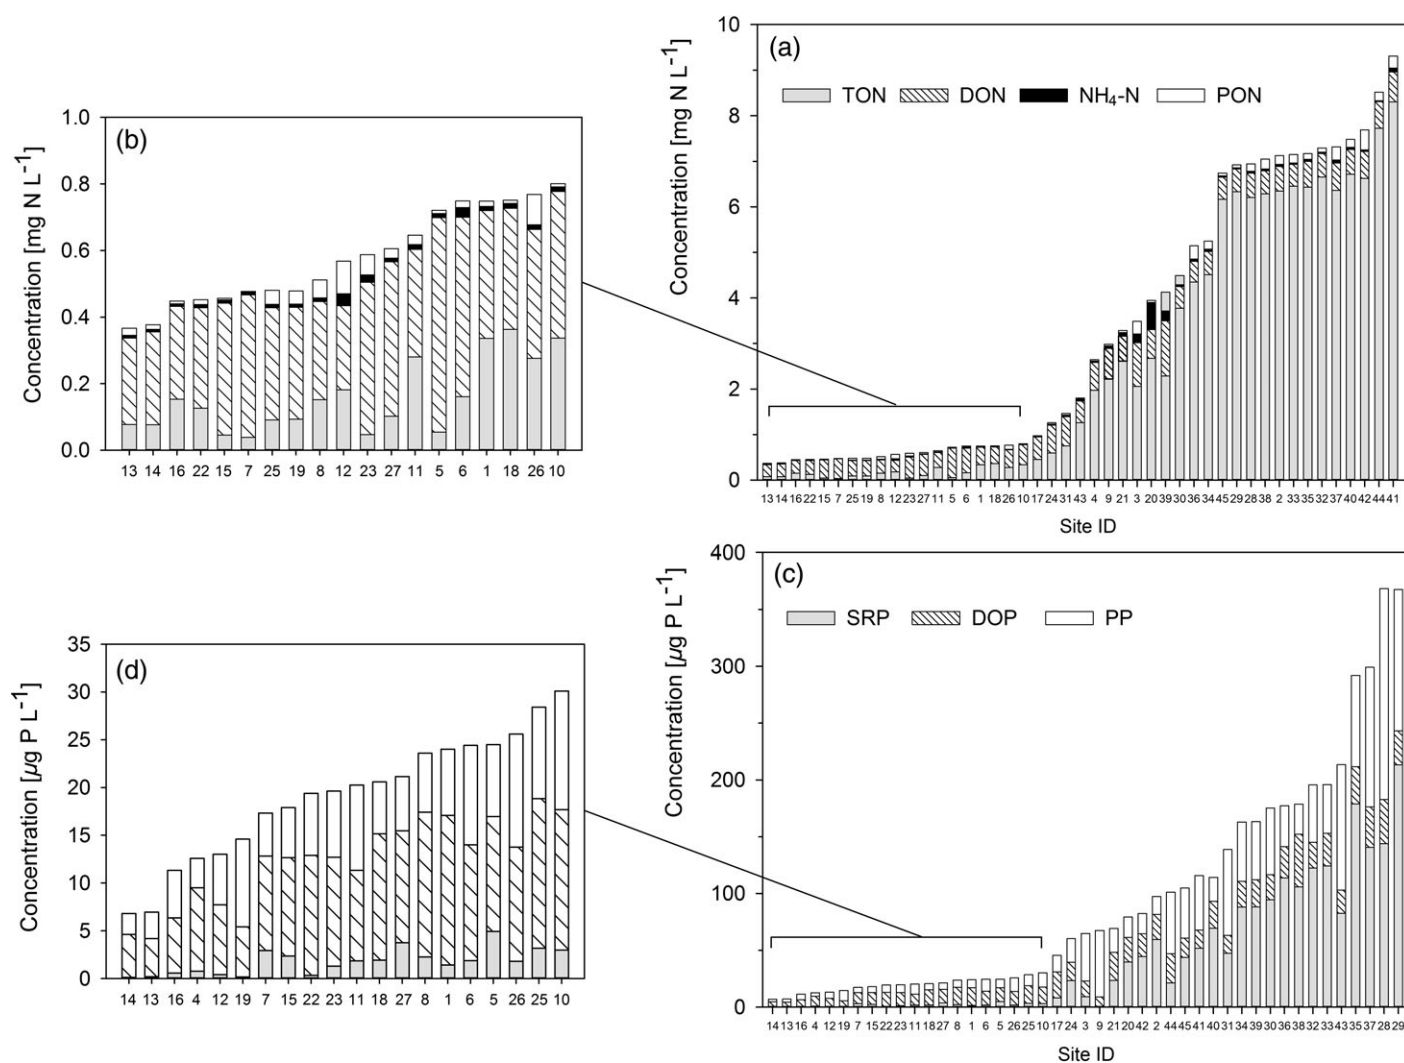 (a)
TON DON NH4-N PON
Concentration [mg N L-1]
10
8
6
4
2
0
13 14 16 22 15 7 25 19 8 12 23 27 11 5 6 1 18 26 10 17 24 31 43 4 9 21 3 20 39 30 36 34 45 29 28 38 2 33 35 32 37 40 42 44 41
Site ID
(b)
Concentration [mg N L-1]
1.0
0.8
0.6
0.4
0.2
0.0
13 14 16 22 15 7 25 19 8 12 23 27 11 5 6 1 18 26 10
(c)
SRP DOP PP
Concentration [µg P L-1]
400
300
200
100
0
14 13 16 4 12 19 7 15 22 23 11 18 27 8 1 6 5 26 25 10 17 24 3 9 21 20 42 2 44 45 41 40 31 34 39 30 36 38 32 33 43 35 37 28 29
Site ID
(d)
Concentration [µg P L-1]
35
30
25
20
15
10
5
0
14 13 16 4 12 19 7 15 22 23 11 18 27 8 1 6 5 26 25 10